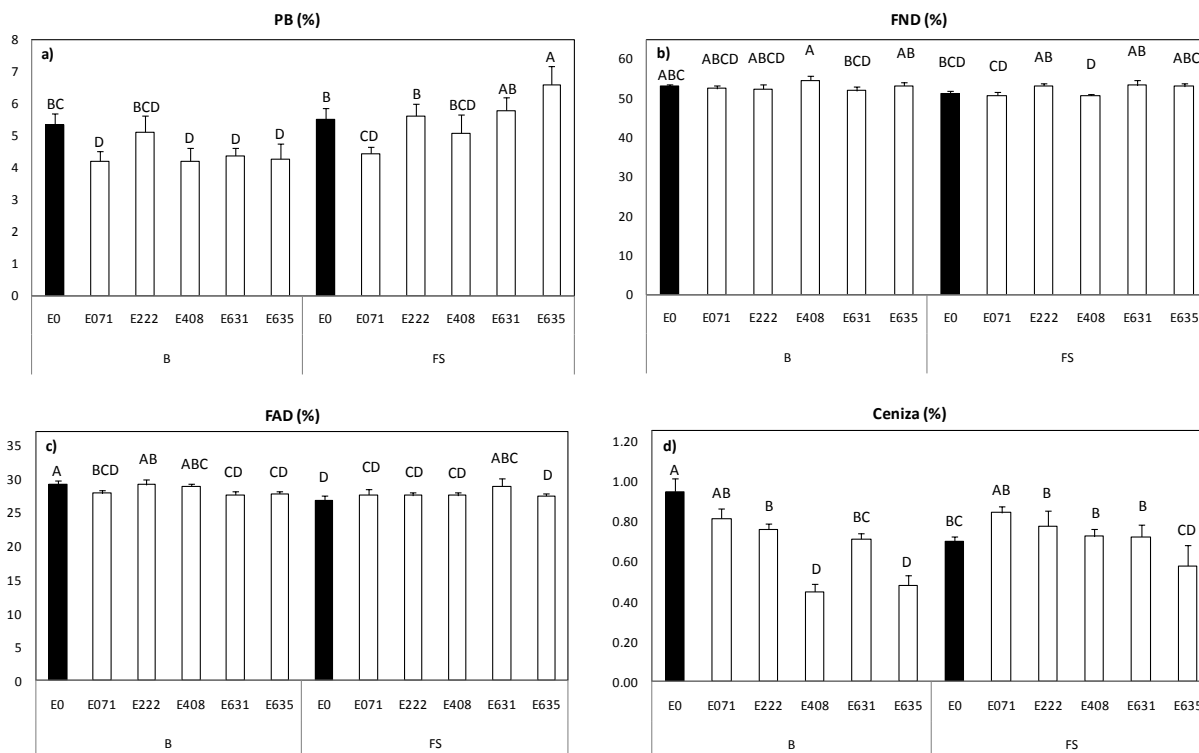 PB (%)
a)
8
7
6
5
4
3
2
1
0
BC
D
BCD
D
D
D
B
CD
B
BCD
AB
A
E0 E071 E222 E408 E631 E635 E0 E071 E222 E408 E631 E635
B FS
FND (%)
b)
60
50
40
30
20
10
0
ABC
ABCD
ABCD
A
BCD
AB
BCD
CD
AB
D
AB
ABC
E0 E071 E222 E408 E631 E635 E0 E071 E222 E408 E631 E635
B FS
FAD (%)
c)
35
30
25
20
15
10
5
0
A
BCD
AB
ABC
CD
CD
D
CD
CD
CD
ABC
D
E0 E071 E222 E408 E631 E635 E0 E071 E222 E408 E631 E635
B FS
Ceniza (%)
d)
1.20
1.00
0.80
0.60
0.40
0.20
0.00
A
AB
B
D
BC
D
BC
AB
B
B
B
CD
E0 E071 E222 E408 E631 E635 E0 E071 E222 E408 E631 E635
B FS